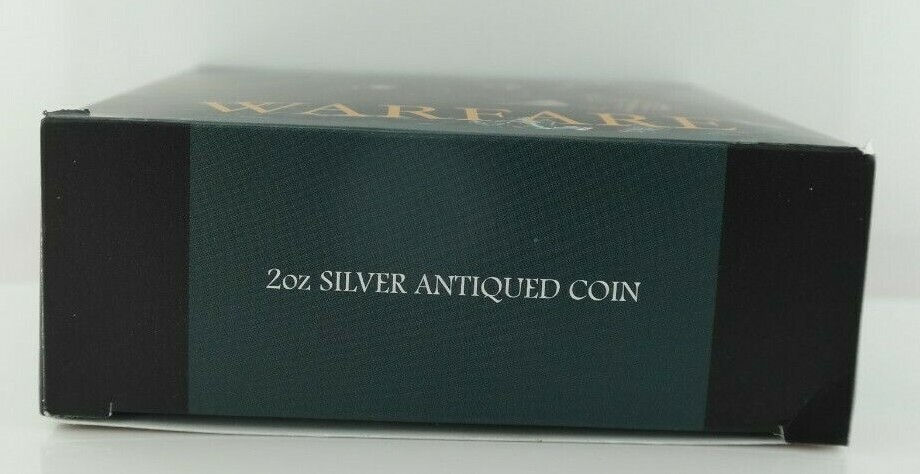 WARFARE
2oz SILVER ANTIQUED COIN